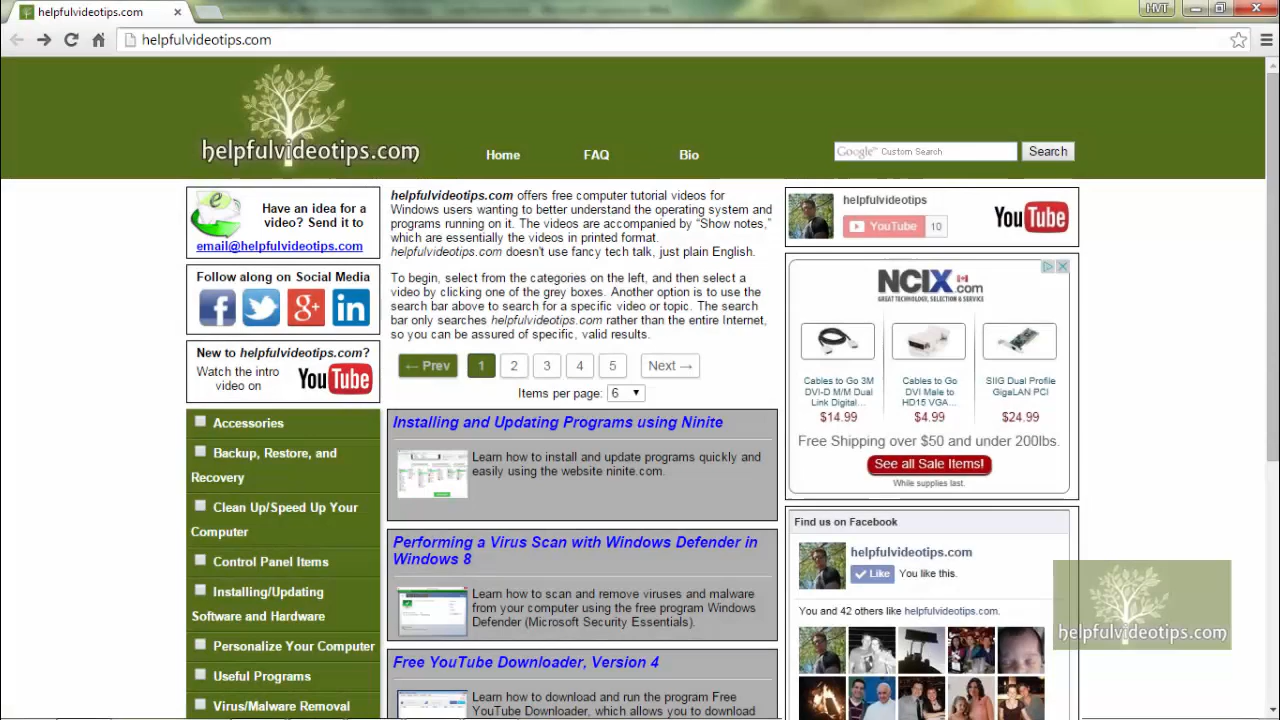 helpfulvideotips.com
HVT
helpfulvideotips.com
helpfulvideotips.com
Home
FAQ
Bio
Google™ Custom Search
Search
Have an idea for a
video? Send it to
email@helpfulvideotips.com
Follow along on Social Media
f
g+
in
New to helpfulvideotips.com?
Watch the intro
video on
YouTube
Accessories
Backup, Restore, and
Recovery
Clean Up/Speed Up Your
Computer
Control Panel Items
Installing/Updating
Software and Hardware
Personalize Your Computer
Useful Programs
Virus/Malware Removal
helpfulvideotips.com offers free computer tutorial videos for
Windows users wanting to better understand the operating system and
programs running on it. The videos are accompanied by “Show notes,”
which are essentially the videos in printed format.
helpfulvideotips.com doesn't use fancy tech talk, just plain English.
To begin, select from the categories on the left, and then select a
video by clicking one of the grey boxes. Another option is to use the
search bar above to search for a specific video or topic. The search
bar only searches helpfulvideotips.com rather than the entire Internet,
so you can be assured of specific, valid results.
← Prev 1 2 3 4 5 Next →
Items per page: 6
Installing and Updating Programs using Ninite
Learn how to install and update programs quickly and
easily using the website ninite.com.
Performing a Virus Scan with Windows Defender in
Windows 8
Learn how to scan and remove viruses and malware
from your computer using the free program Windows
Defender (Microsoft Security Essentials).
Free YouTube Downloader, Version 4
Learn how to download and run the program Free
YouTube Downloader, which allows you to download
helpfulvideotips
YouTube 10
YouTube
NCIX.com
GREAT TECHNOLOGY, SELECTION & SERVICE
Cables to Go 3M
DVI-D M/M Dual
Link Digital...
$14.99
Cables to Go
DVI Male to
HD15 VGA...
$4.99
SIIG Dual Profile
GigaLAN PCI
$24.99
Free Shipping over $50 and under 200lbs.
See all Sale Items!
While supplies last.
Find us on Facebook
helpfulvideotips.com
Like You like this.
You and 42 others like helpfulvideotips.com.
helpfulvideotips.com